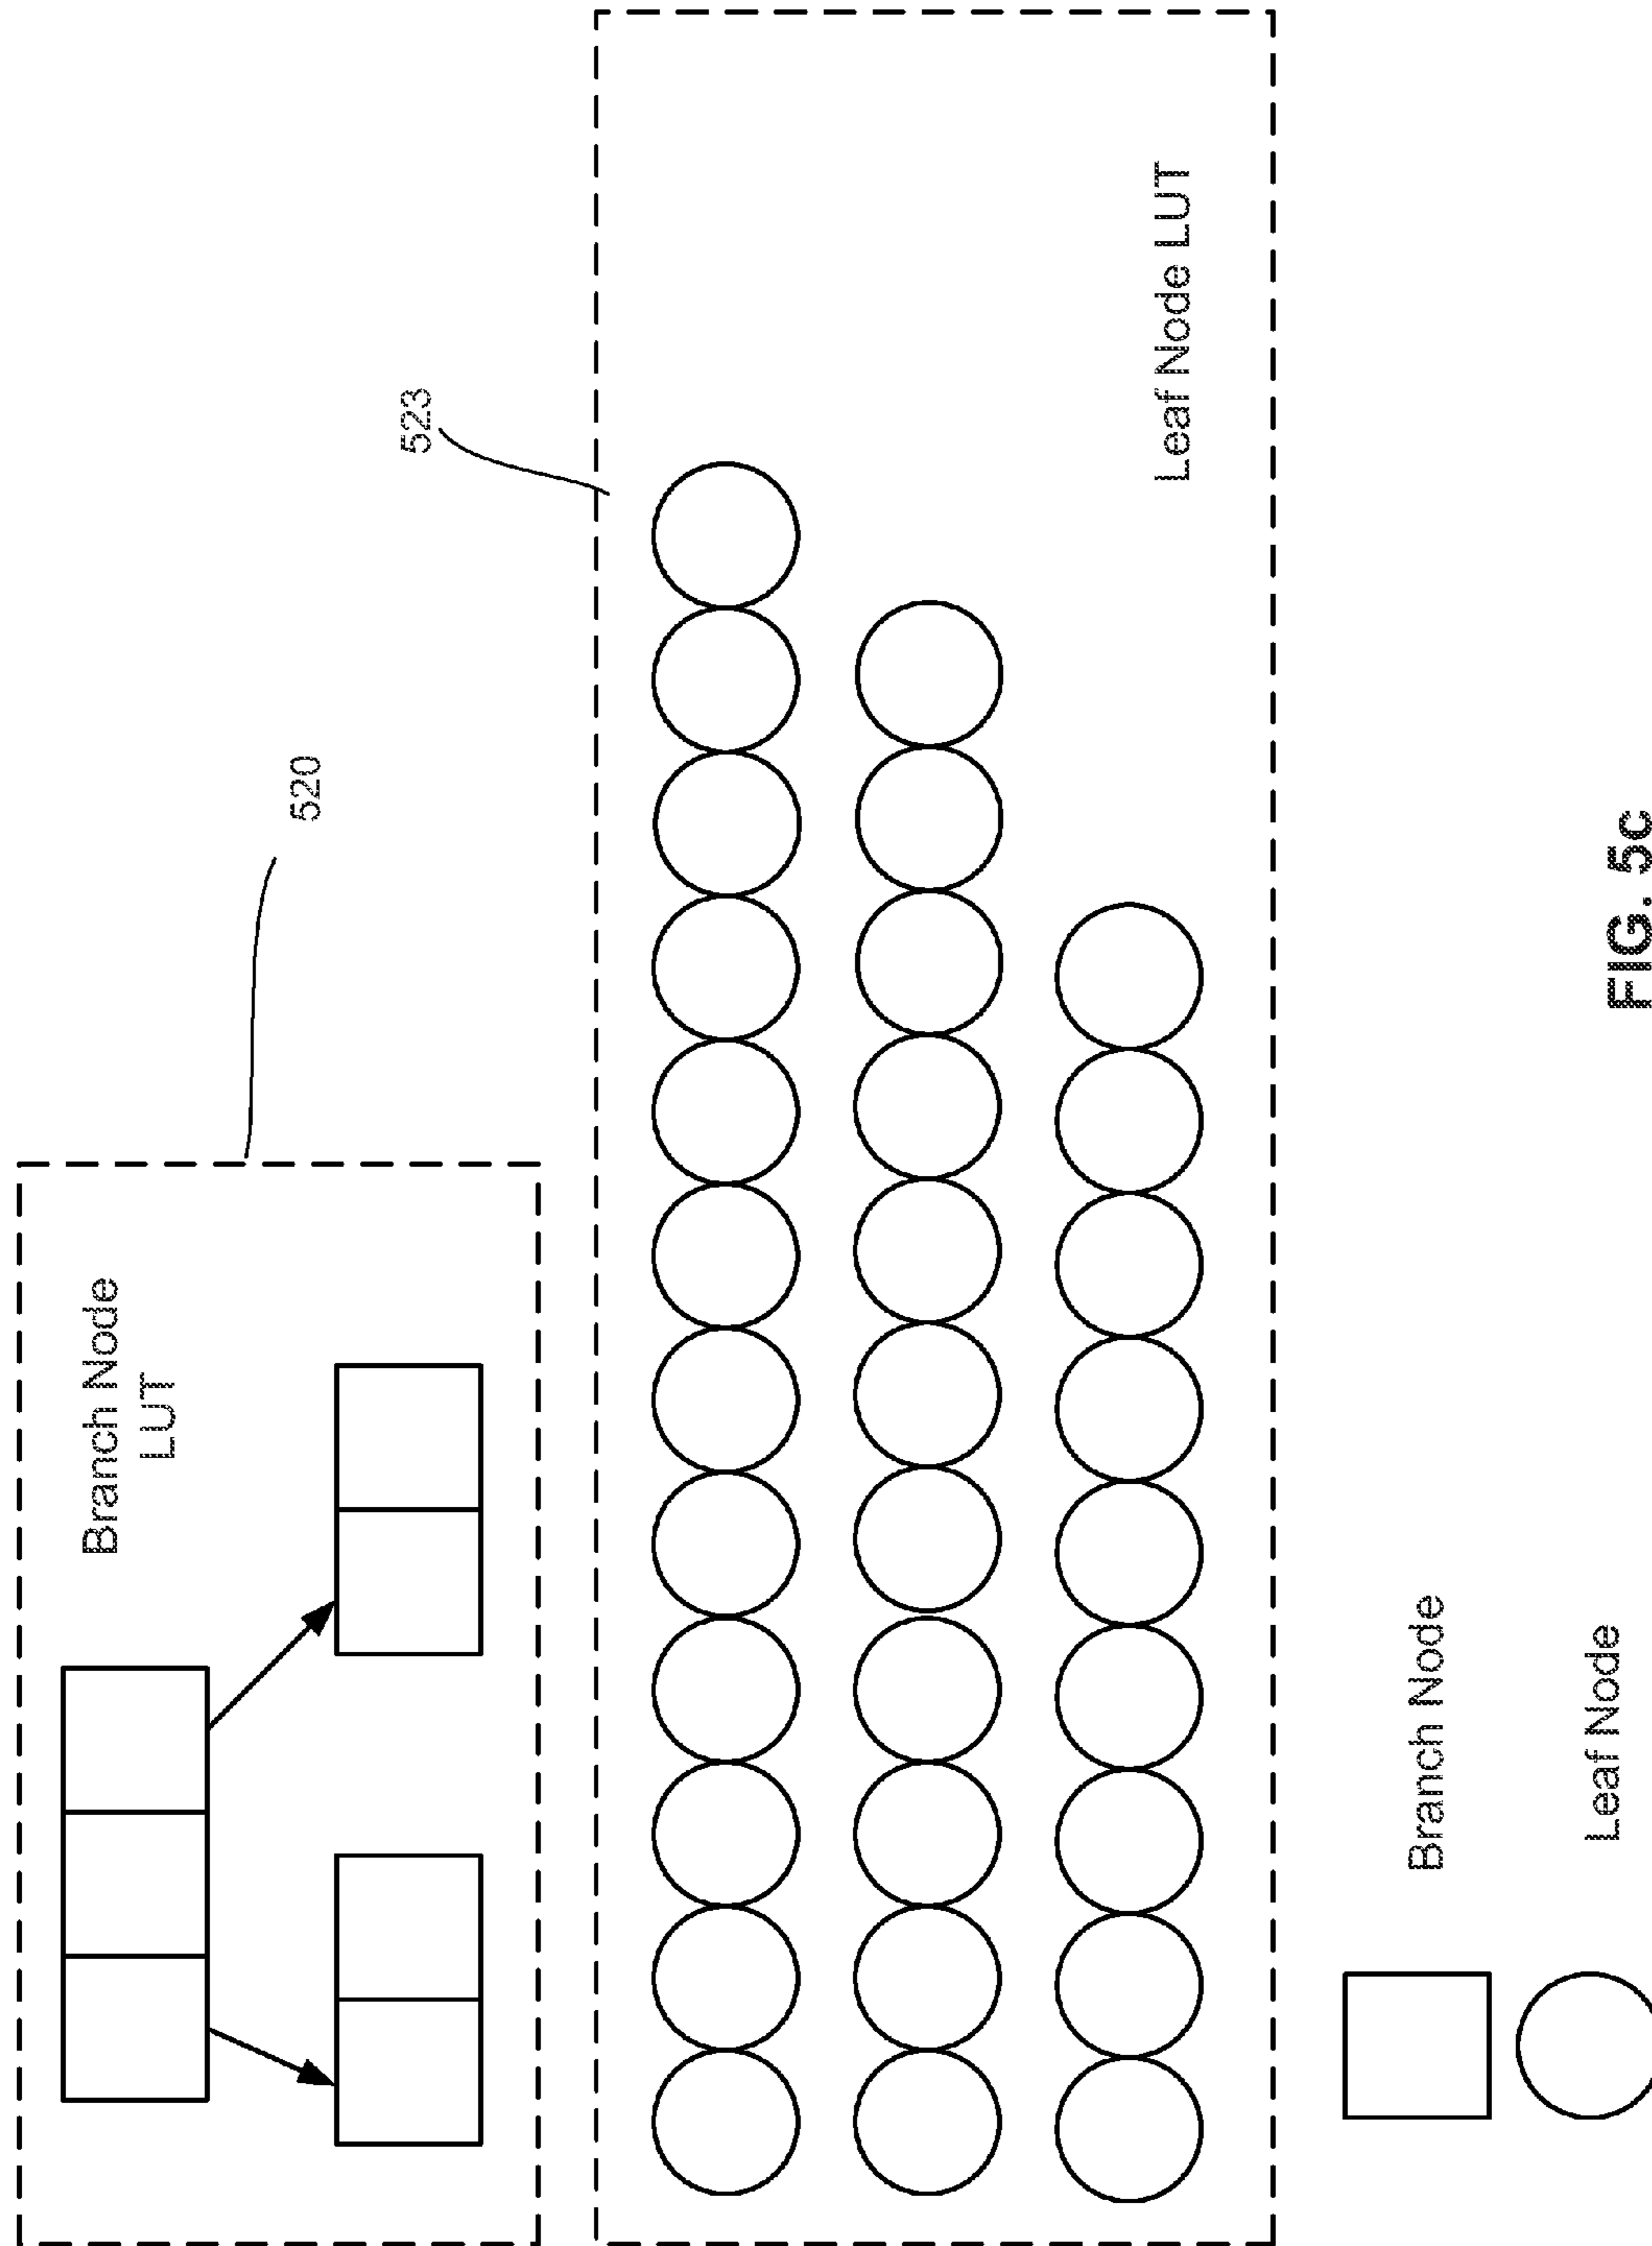 Branch Node
LUT
520
523
Leaf Node LUT
Branch Node
Leaf Node
FIG. 5c